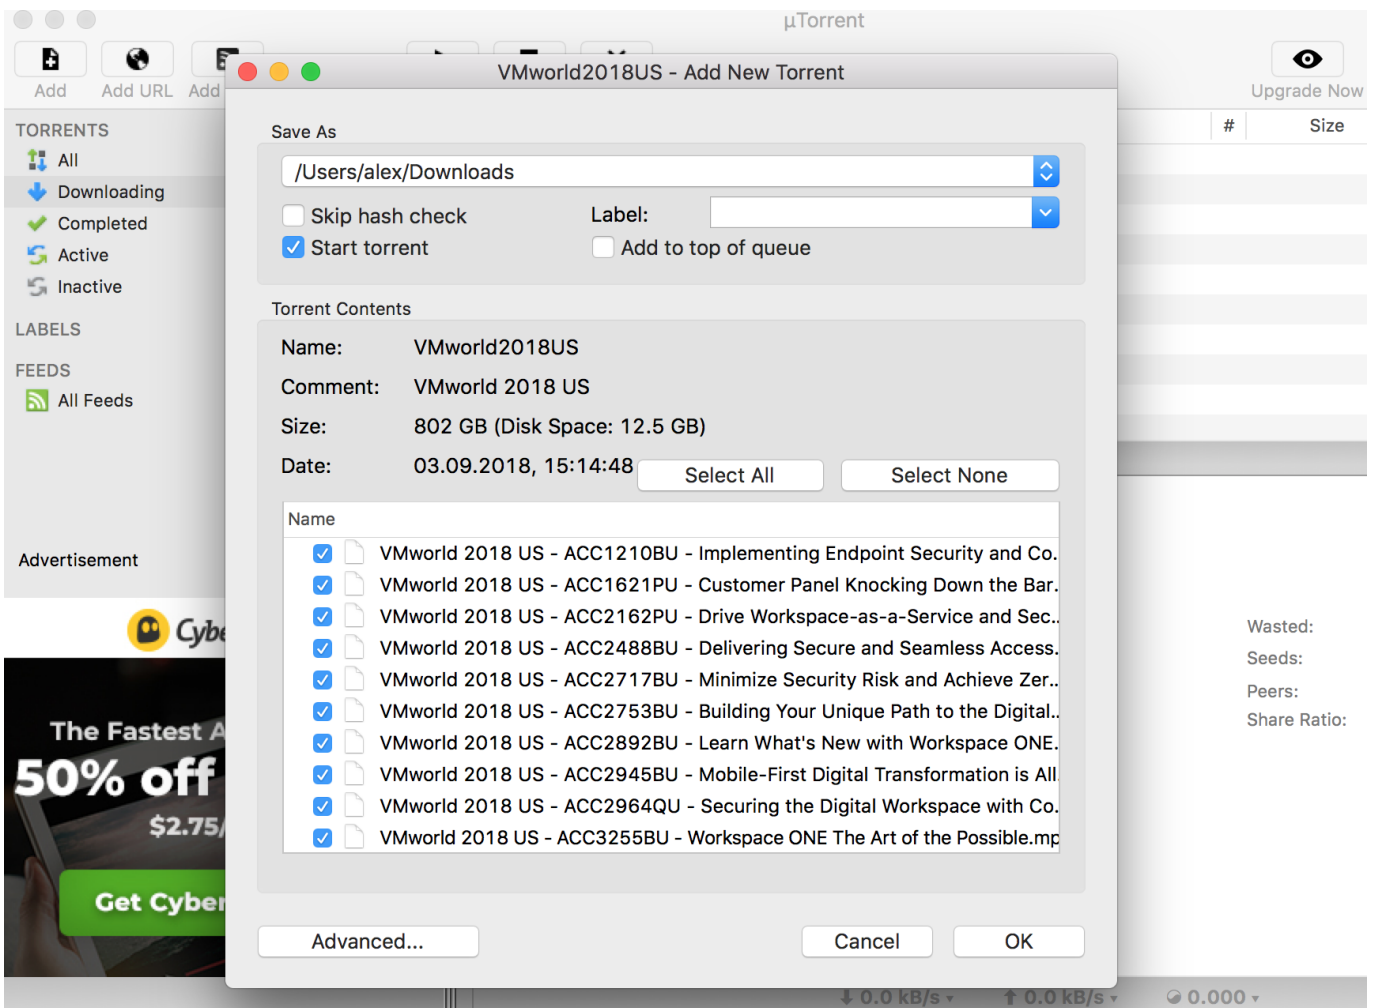 µTorrent
Add
Add URL
Add
Upgrade Now
VMworld2018US - Add New Torrent
#
Size
TORRENTS
All
Downloading
Completed
Active
Inactive
LABELS
FEEDS
All Feeds
Advertisement
Save As
/Users/alex/Downloads
Skip hash check
Label:
Start torrent
Add to top of queue
Torrent Contents
Name: VMworld2018US
Comment: VMworld 2018 US
Size: 802 GB (Disk Space: 12.5 GB)
Date: 03.09.2018, 15:14:48
Select All
Select None
Name
VMworld 2018 US - ACC1210BU - Implementing Endpoint Security and Co.
VMworld 2018 US - ACC1621PU - Customer Panel Knocking Down the Bar.
VMworld 2018 US - ACC2162PU - Drive Workspace-as-a-Service and Sec..
VMworld 2018 US - ACC2488BU - Delivering Secure and Seamless Access.
VMworld 2018 US - ACC2717BU - Minimize Security Risk and Achieve Zer..
VMworld 2018 US - ACC2753BU - Building Your Unique Path to the Digital..
VMworld 2018 US - ACC2892BU - Learn What's New with Workspace ONE.
VMworld 2018 US - ACC2945BU - Mobile-First Digital Transformation is All
VMworld 2018 US - ACC2964QU - Securing the Digital Workspace with Co.
VMworld 2018 US - ACC3255BU - Workspace ONE The Art of the Possible.mp
Advanced...
Cancel
OK
Cybe
The Fastest A
50% off
$2.75/
Get Cyber
Wasted:
Seeds:
Peers:
Share Ratio:
0.0 kB/s
0.0 kB/s
0.000